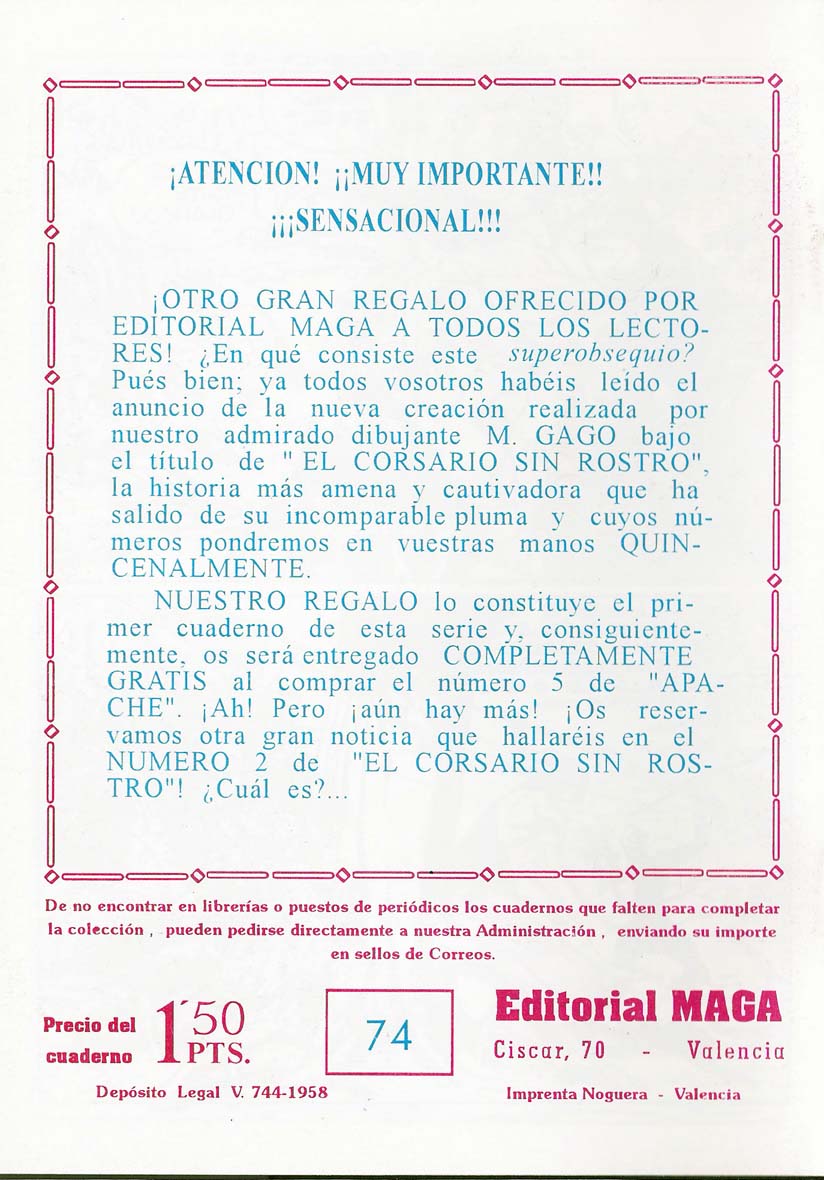 ¡ATENCION! ¡¡MUY IMPORTANTE!!
¡¡¡SENSACIONAL!!!
¡OTRO GRAN REGALO OFRECIDO POR
EDITORIAL MAGA A TODOS LOS LECTO-
RES! ¿En qué consiste este superobsequio?
Pués bien; ya todos vosotros habéis leído el
anuncio de la nueva creación realizada por
nuestro admirado dibujante M. GAGO bajo
el título de " EL CORSARIO SIN ROSTRO",
la historia más amena y cautivadora que ha
salido de su incomparable pluma y cuyos nú-
meros pondremos en vuestras manos QUIN-
CENALMENTE.
NUESTRO REGALO lo constituye el pri-
mer cuaderno de esta serie y, consiguiente-
mente, os será entregado COMPLETAMENTE
GRATIS al comprar el número 5 de "APA-
CHE". ¡Ah! Pero ¡aún hay más! ¡Os reser-
vamos otra gran noticia que hallaréis en el
NUMERO 2 de "EL CORSARIO SIN ROS-
TRO"! ¿Cuál es?...
De no encontrar en librerías o puestos de periódicos los cuadernos que falten para completar
la colección , pueden pedirse directamente a nuestra Administración , enviando su importe
en sellos de Correos.
Precio del cuaderno 1´50 PTS.
74
Editorial MAGA
Ciscar, 70 - Valencia
Depósito Legal V. 744-1958
Imprenta Noguera - Valencia